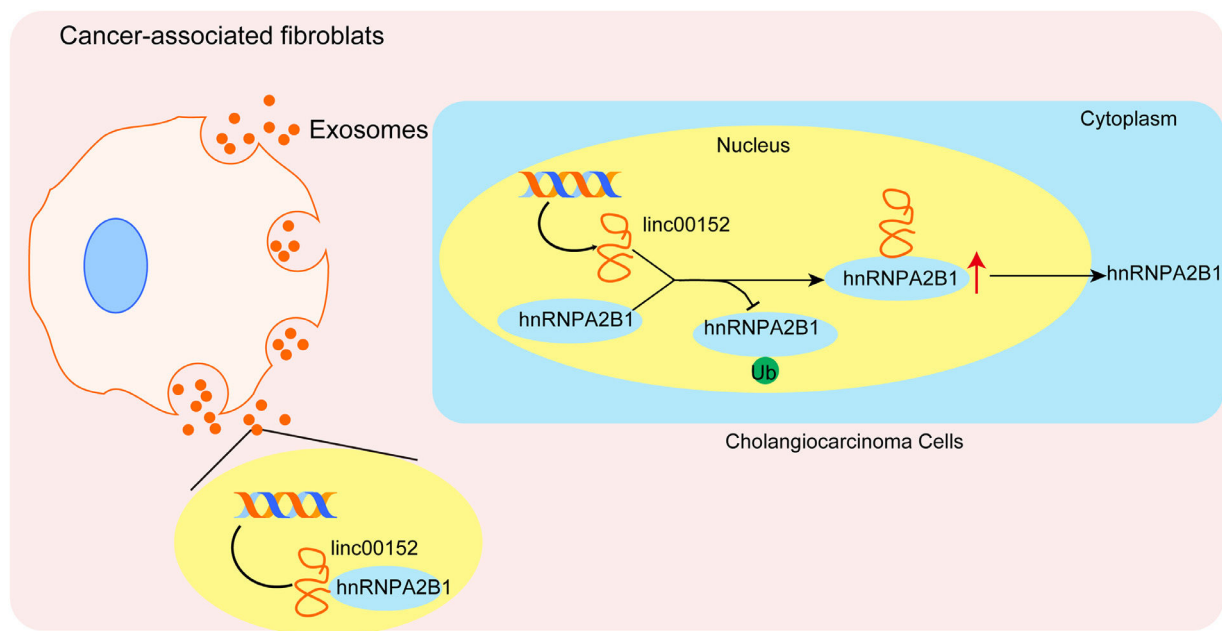 Cancer-associated fibroblats
Exosomes
Cytoplasm
Nucleus
linc00152
hnRNPA2B1
hnRNPA2B1
Ub
hnRNPA2B1
hnRNPA2B1
Cholangiocarcinoma Cells
linc00152
hnRNPA2B1